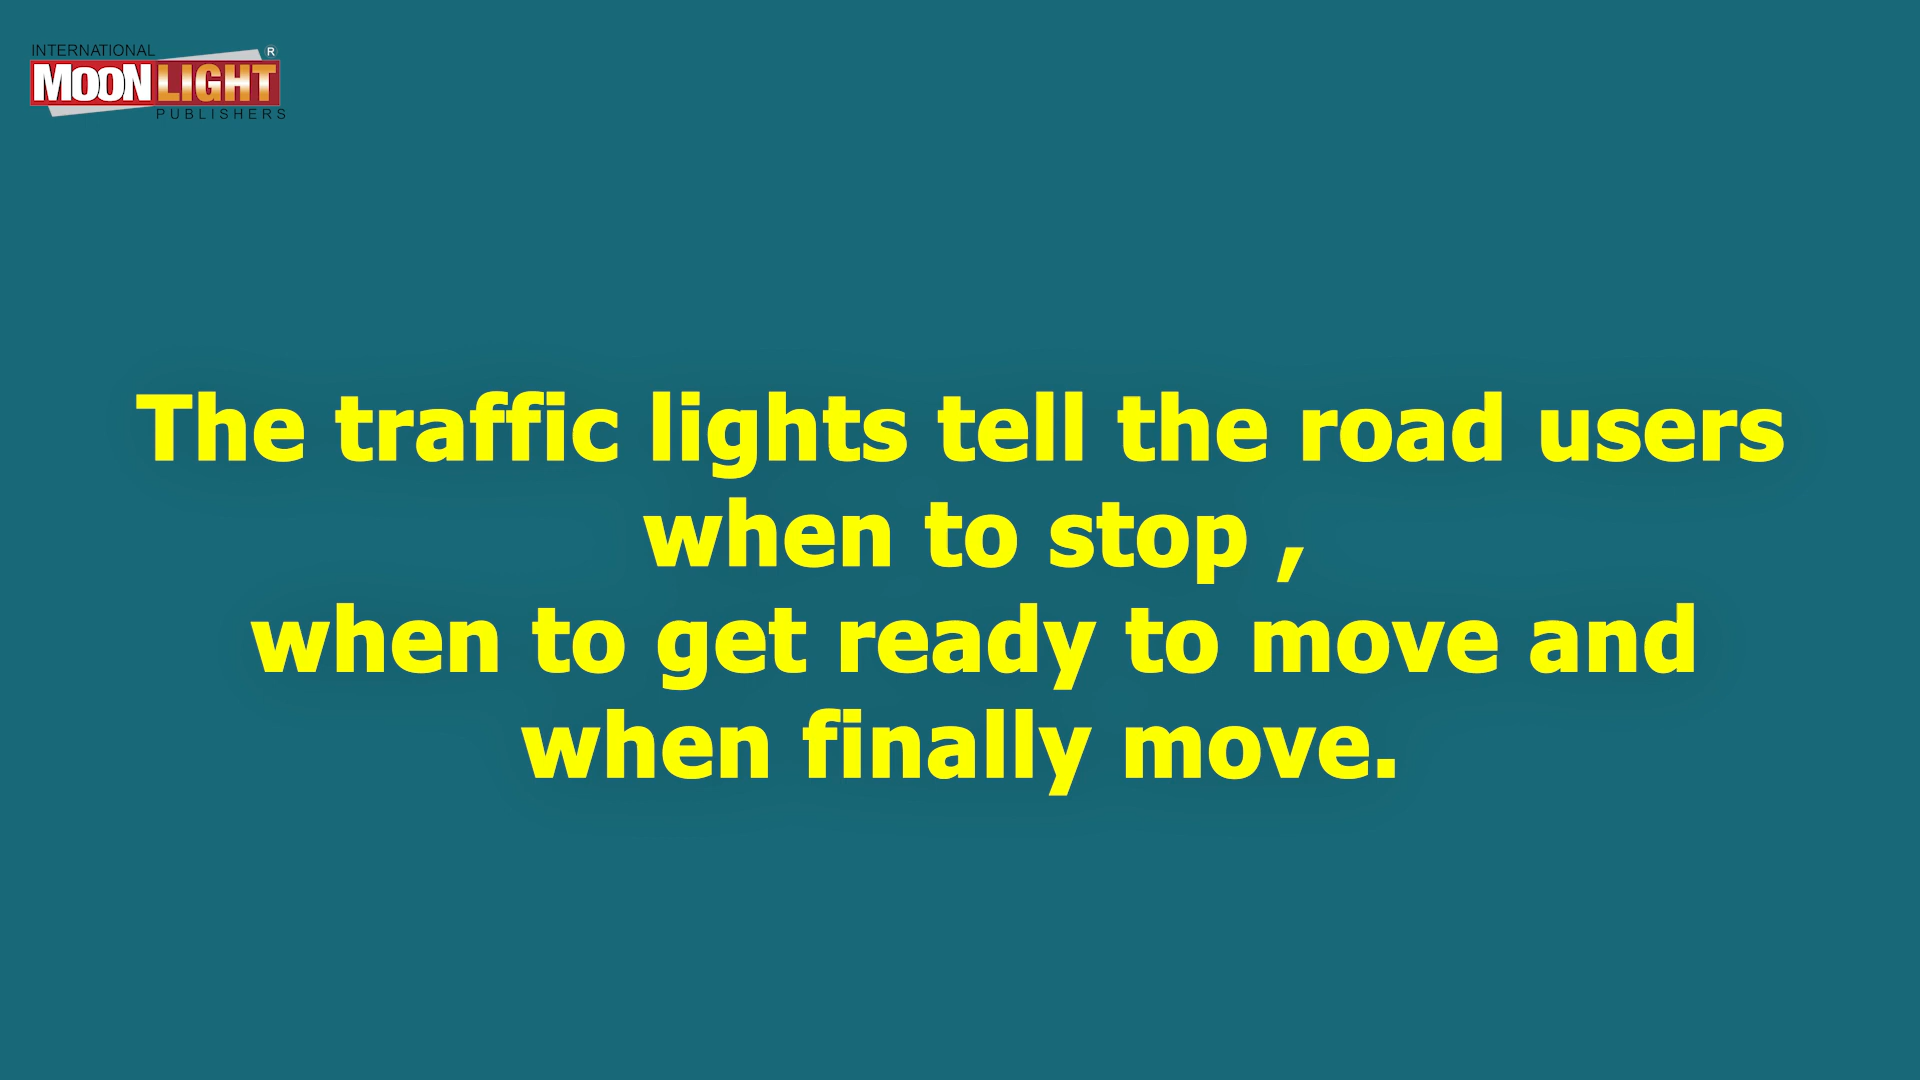 INTERNATIONAL
®
MOON LIGHT
PUBLISHERS
The traffic lights tell the road users
when to stop ,
when to get ready to move and
when finally move.